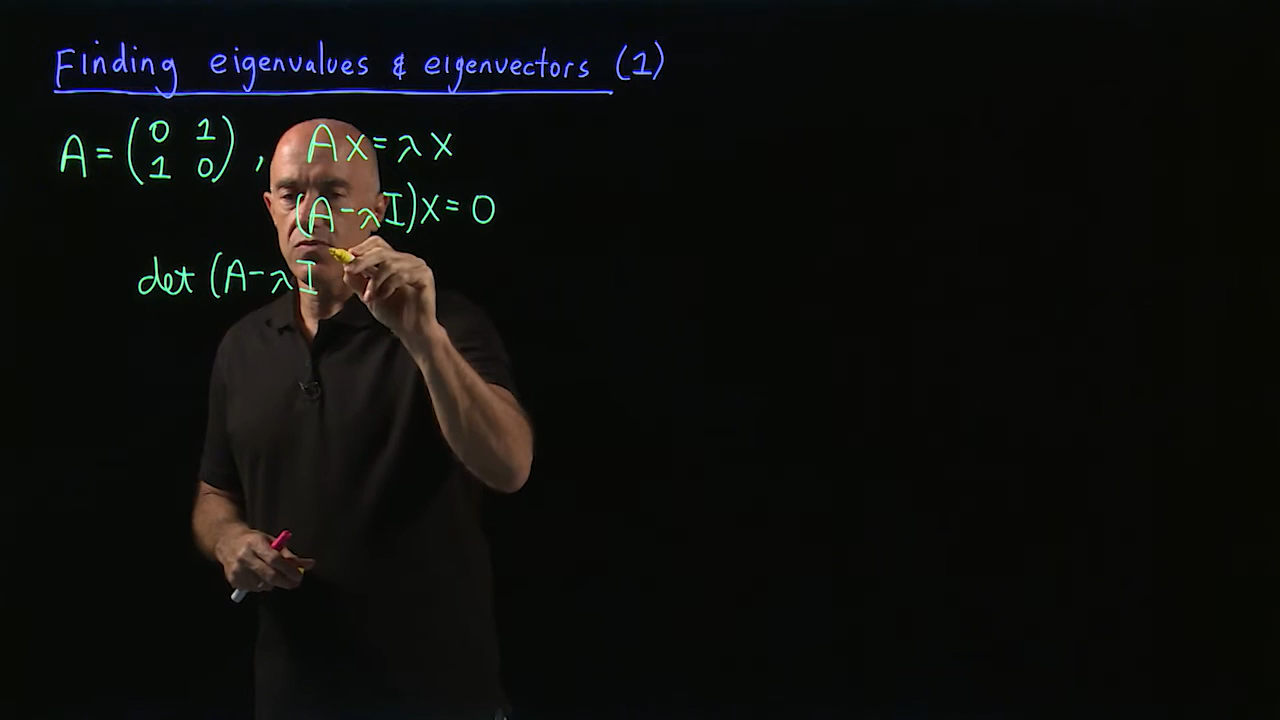 Finding eigenvalues & eigenvectors (1)
A = (0 1
1 0) , Ax = λx
(A-λI)x = 0
det (A-λI